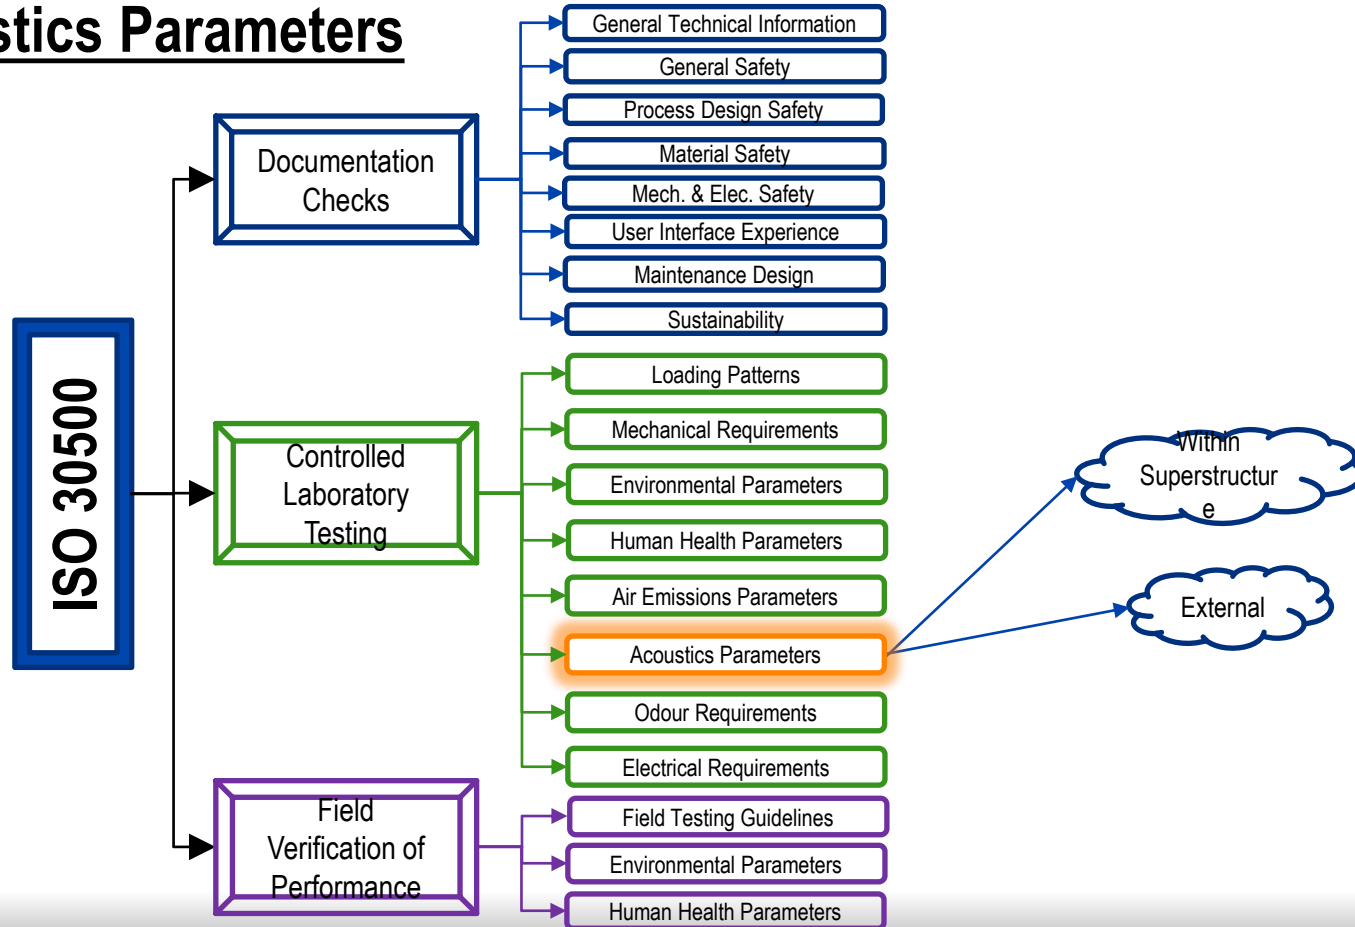 stics Parameters
General Technical Information
General Safety
Process Design Safety
Material Safety
Mech. & Elec. Safety
User Interface Experience
Maintenance Design
Sustainability
Documentation
Checks
ISO 30500
Controlled
Laboratory
Testing
Loading Patterns
Mechanical Requirements
Environmental Parameters
Human Health Parameters
Air Emissions Parameters
Acoustics Parameters
Odour Requirements
Electrical Requirements
Within
Superstructur
e
External
Field
Verification of
Performance
Field Testing Guidelines
Environmental Parameters
Human Health Parameters